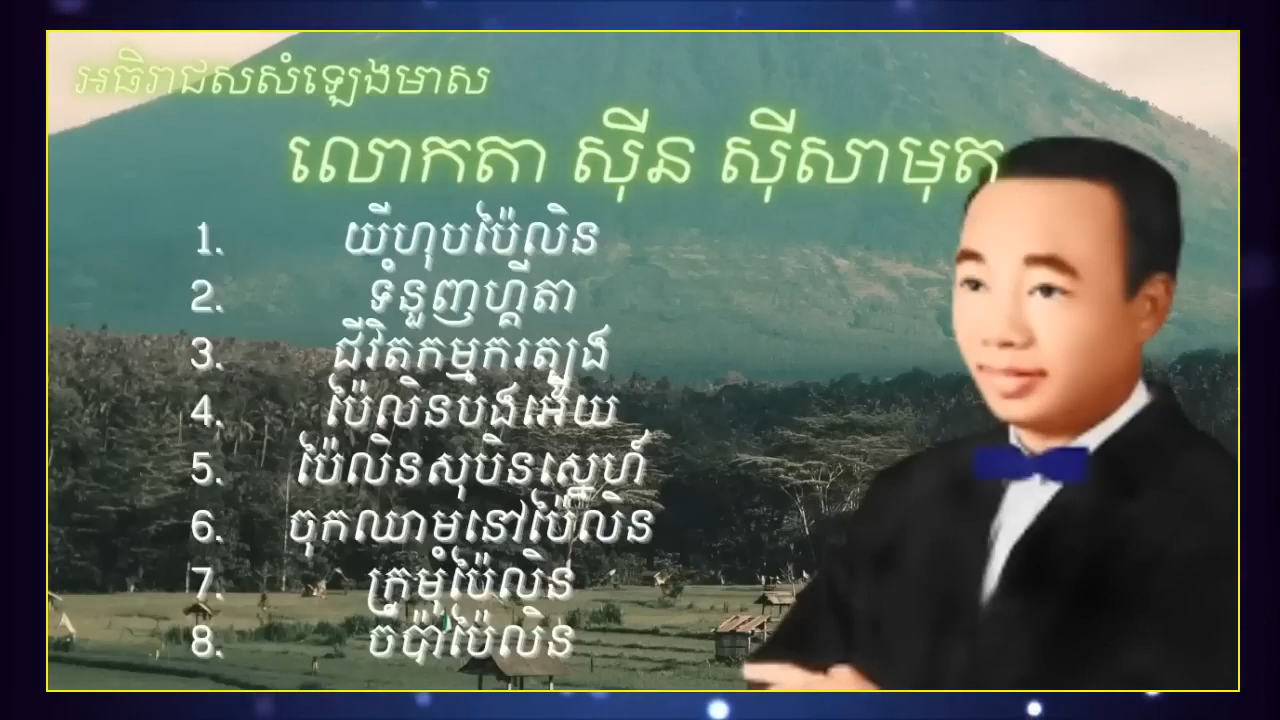 អធិរាជសសំឡេងមាស
លោកតា ស៊ីន ស៊ីសាមុត
1. យីហុបប៉ៃលិន
2. ទំនួញហ្គីតា
3. ជីវិតកម្មករត្បូង
4. ប៉ៃលិនបងអើយ
5. ប៉ៃលិនសុបិនស្នេហ៍
6. ចុកឈាមនៅប៉ៃលិន
7. ក្រមុំប៉ៃលិន
8. ចំប៉ាប៉ៃលិន